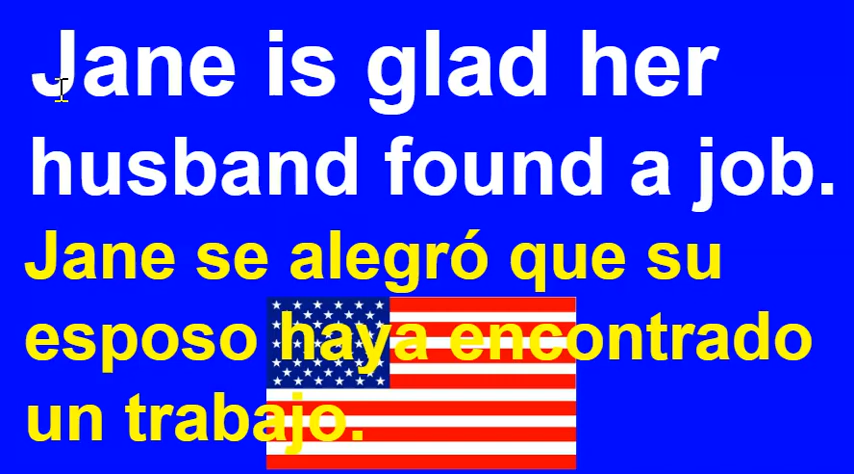 Jane is glad her
husband found a job.
Jane se alegró que su
esposo haya encontrado
un trabajo.